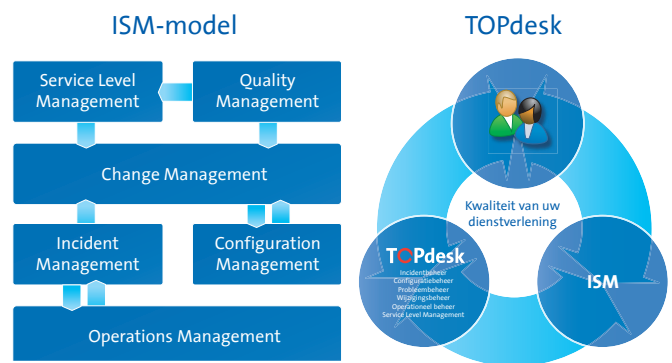 ISM-model
Service Level
Management
Quality
Management
Change Management
Incident
Management
Configuration
Management
Operations Management
TOPdesk
Kwaliteit van uw
dienstverlening
TOPdesk
Incidentbeheer
Configuratiebeheer
Probleembeheer
Wijzigingsbeheer
Operationeel beheer
Service Level Management
ISM